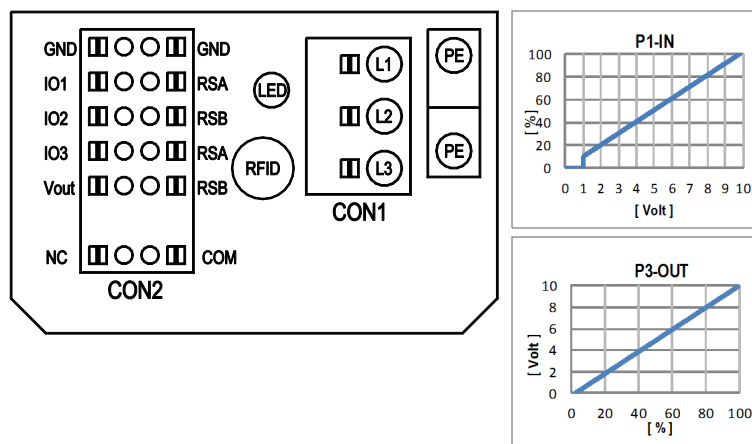 GND GND
IO1 RSA
IO2 RSB
IO3 RSA
Vout RSB
NC COM
CON2
LED
RFID
L1
L2
L3
CON1
PE
PE
P1-IN
[ % ]
100
80
60
40
20
0
0 1 2 3 4 5 6 7 8 9 10
[ Volt ]
P3-OUT
[ Volt ]
10
8
6
4
2
0
0 20 40 60 80 100
[ % ]